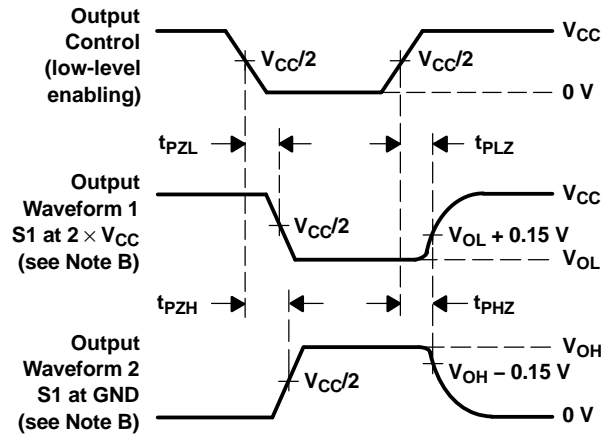 Output
Control
(low-level
enabling)
VCC/2
VCC/2
VCC
0 V
tPZL
tPLZ
Output
Waveform 1
S1 at 2 × VCC
(see Note B)
VCC/2
VCC
VOL + 0.15 V
VOL
tPZH
tPHZ
Output
Waveform 2
S1 at GND
(see Note B)
VCC/2
VOH
VOH − 0.15 V
0 V